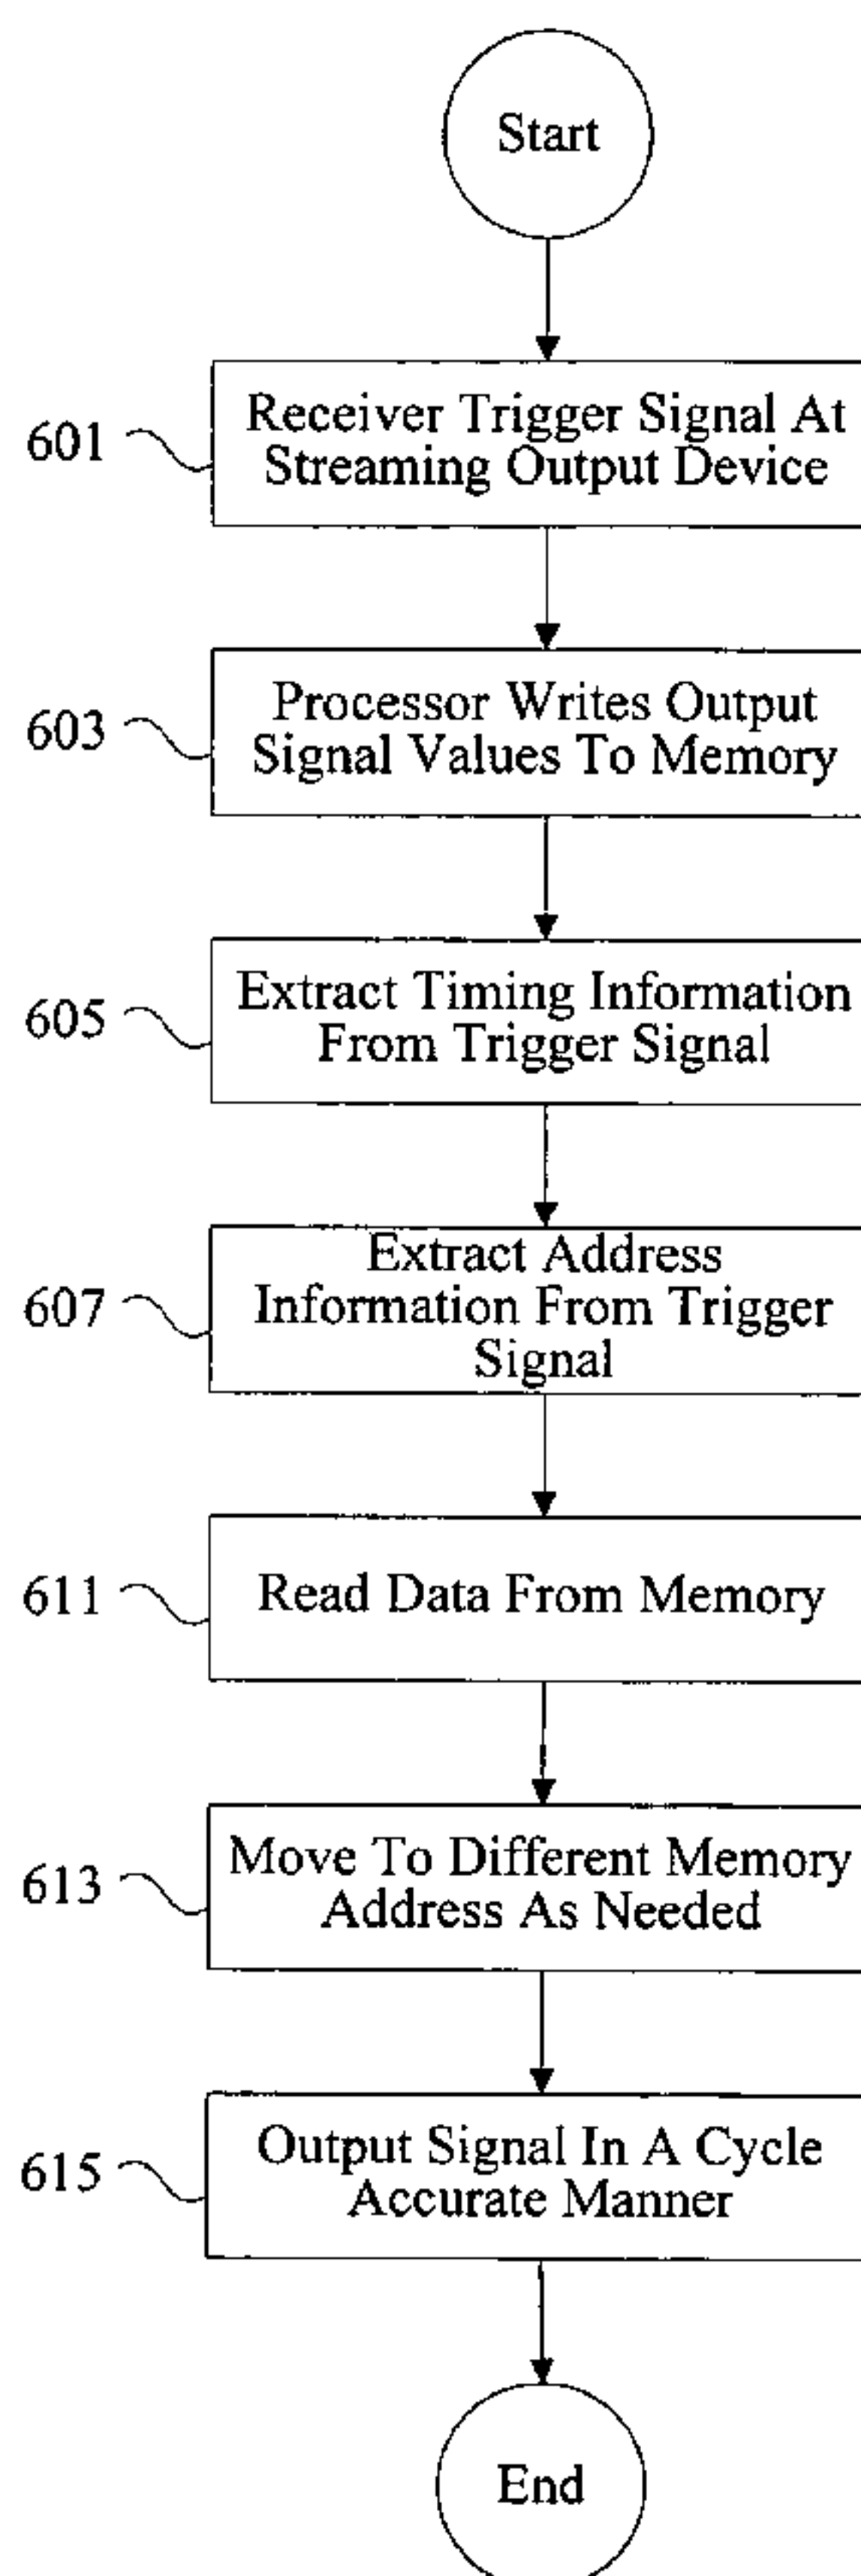 Start
601
Receiver Trigger Signal At
Streaming Output Device
603
Processor Writes Output
Signal Values To Memory
605
Extract Timing Information
From Trigger Signal
607
Extract Address
Information From Trigger
Signal
611
Read Data From Memory
613
Move To Different Memory
Address As Needed
615
Output Signal In A Cycle
Accurate Manner
End